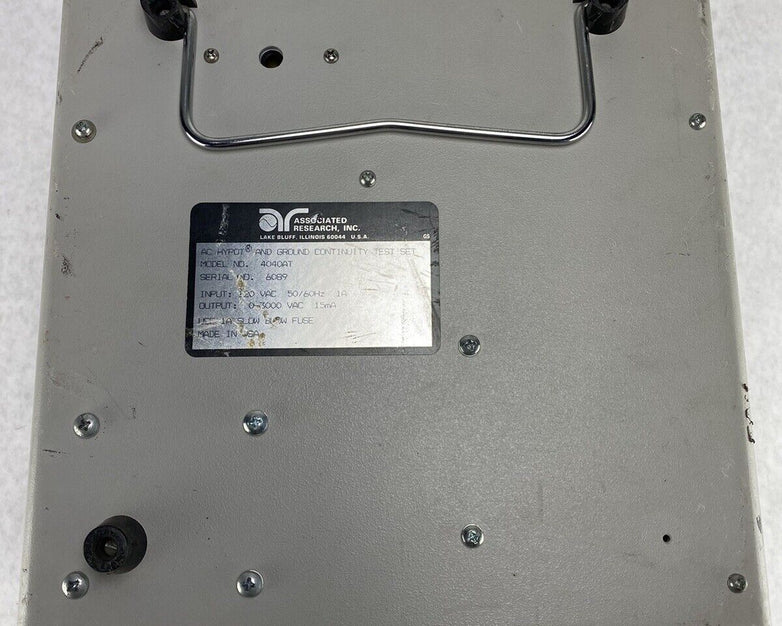 ar ASSOCIATED
RESEARCH, INC.
LAKE BLUFF, ILLINOIS 60044 U.S.A.
AC HYPOT® AND GROUND CONTINUITY TEST SET
MODEL NO. 4040AT
SERIAL NO. 6089
INPUT: 120 VAC 50/60Hz 1A
OUTPUT: 0-3000 VAC 15mA
USE 1A SLOW BLOW FUSE
MADE IN USA